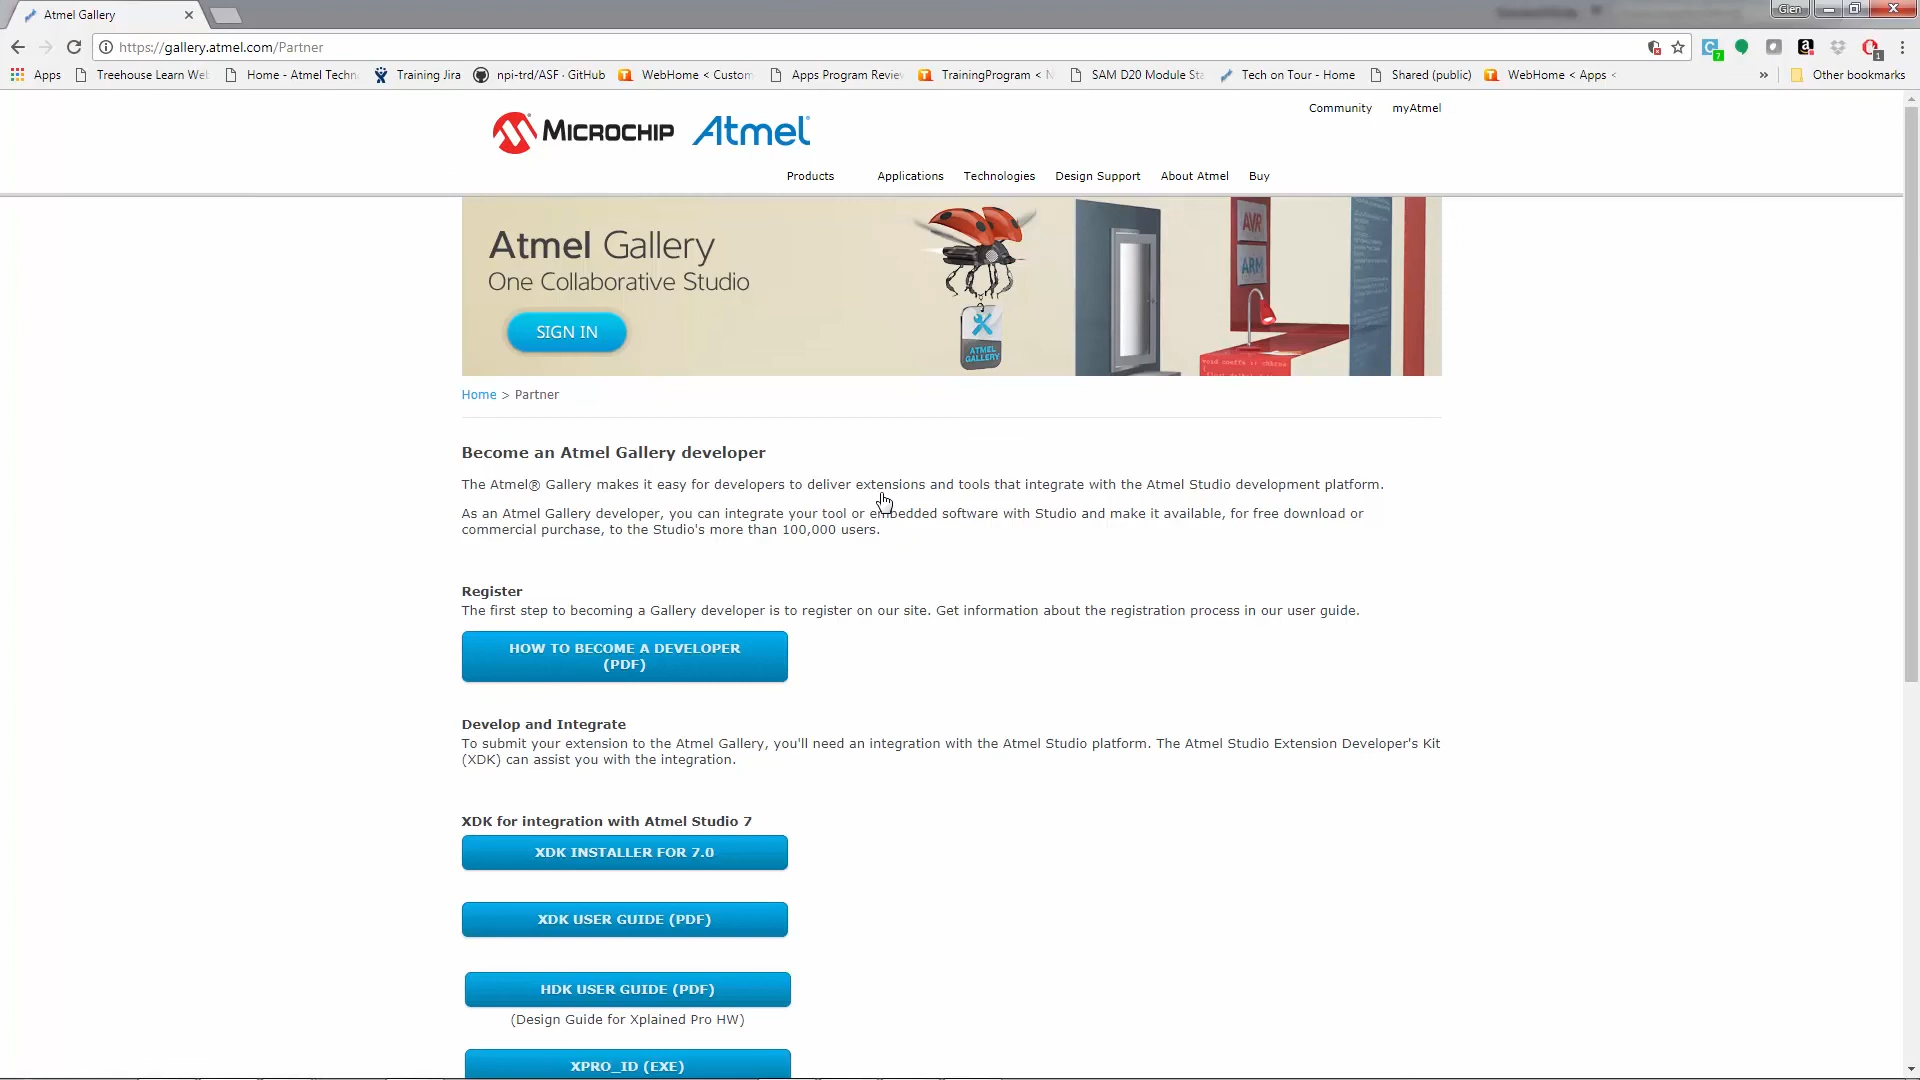 Atmel Gallery
Glen
https://gallery.atmel.com/Partner
Apps Treehouse Learn We Home - Atmel Techn Training Jira npi-trd/ASF · GitHub WebHome < Custom Apps Program Review TrainingProgram < N SAM D20 Module Sta Tech on Tour - Home Shared (public) WebHome < Apps < » Other bookmarks
Community myAtmel
MICROCHIP Atmel
Products Applications Technologies Design Support About Atmel Buy
Atmel Gallery
One Collaborative Studio
SIGN IN
ATMEL
GALLERY
AVR
ARM
Home > Partner
Become an Atmel Gallery developer
The Atmel® Gallery makes it easy for developers to deliver extensions and tools that integrate with the Atmel Studio development platform.
As an Atmel Gallery developer, you can integrate your tool or embedded software with Studio and make it available, for free download or
commercial purchase, to the Studio's more than 100,000 users.
Register
The first step to becoming a Gallery developer is to register on our site. Get information about the registration process in our user guide.
HOW TO BECOME A DEVELOPER
(PDF)
Develop and Integrate
To submit your extension to the Atmel Gallery, you'll need an integration with the Atmel Studio platform. The Atmel Studio Extension Developer's Kit
(XDK) can assist you with the integration.
XDK for integration with Atmel Studio 7
XDK INSTALLER FOR 7.0
XDK USER GUIDE (PDF)
HDK USER GUIDE (PDF)
(Design Guide for Xplained Pro HW)
XPRO_ID (EXE)